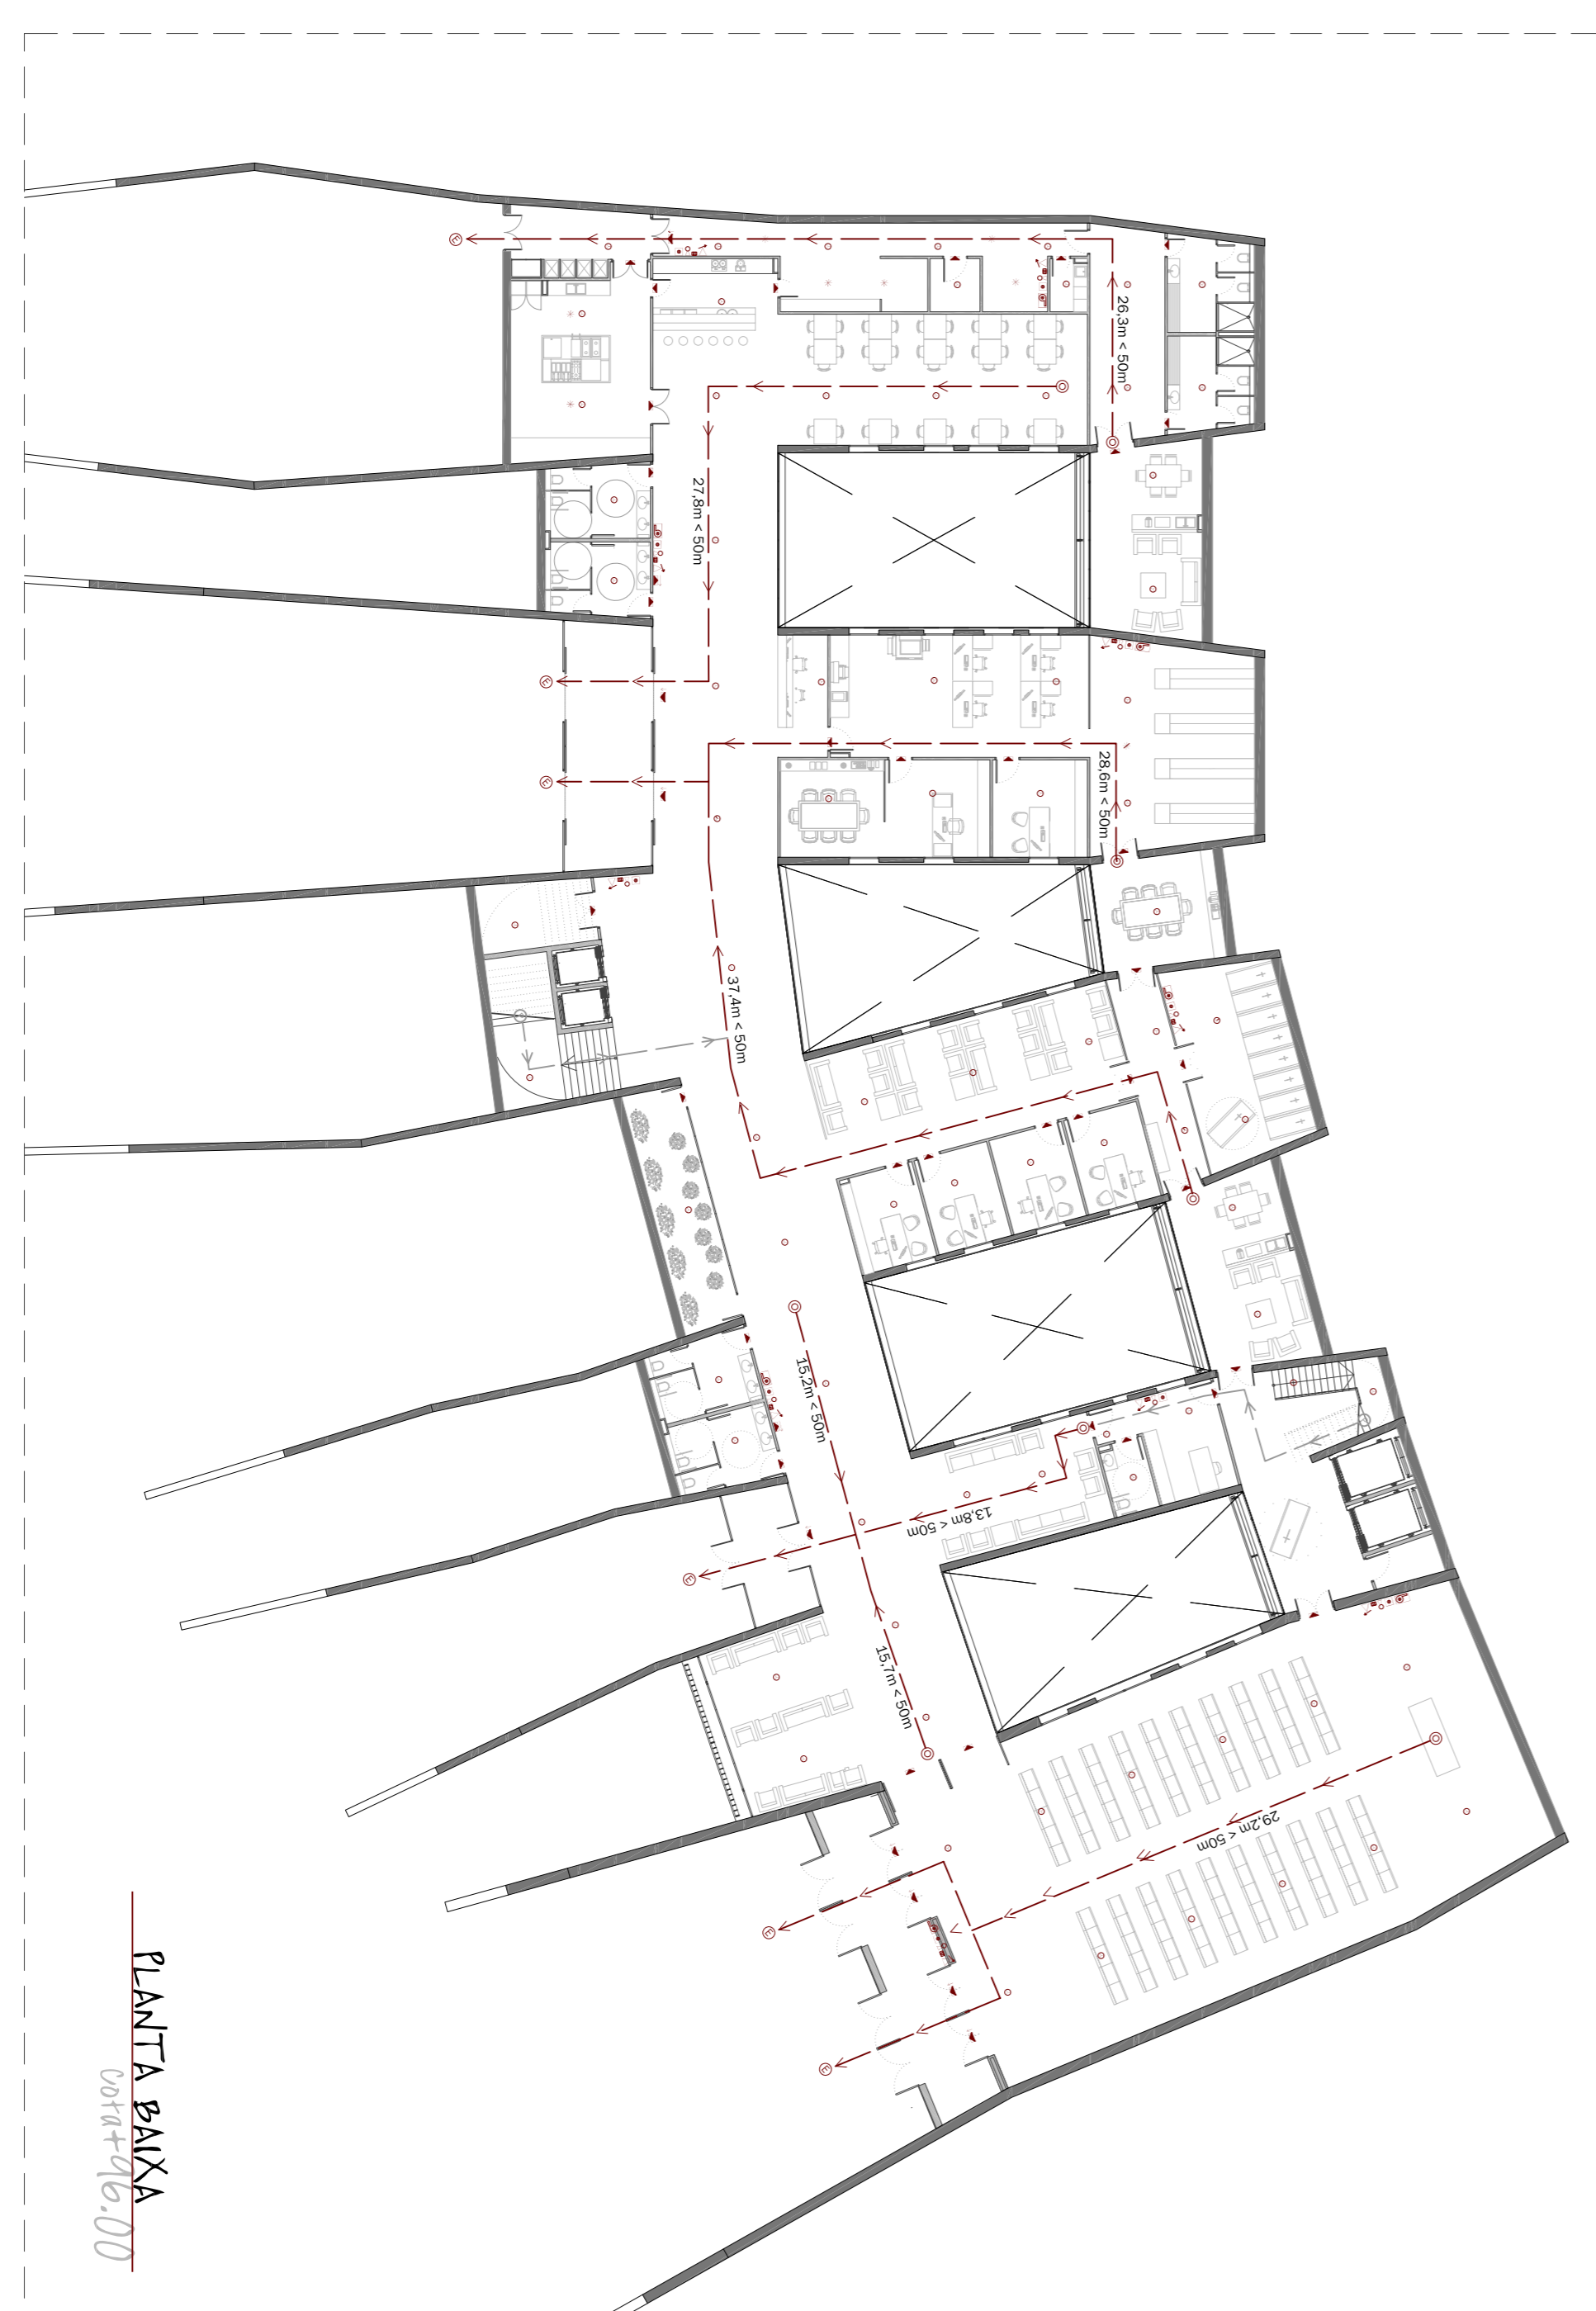 26,3m < 50m
27,8m < 50m
28,6m < 50m
37,4m < 50m
15,2m < 50m
13,8m < 50m
15,7m < 50m
29,2m < 50m
E
E
E
E
E
E
PLANTA BAIXA
cota+96.00